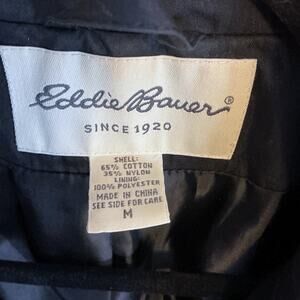 Eddie Bauer®
SINCE 1920
SHELL:
65% COTTON
35% NYLON
LINING:
100% POLYESTER
MADE IN CHINA
SEE SIDE FOR CARE
M